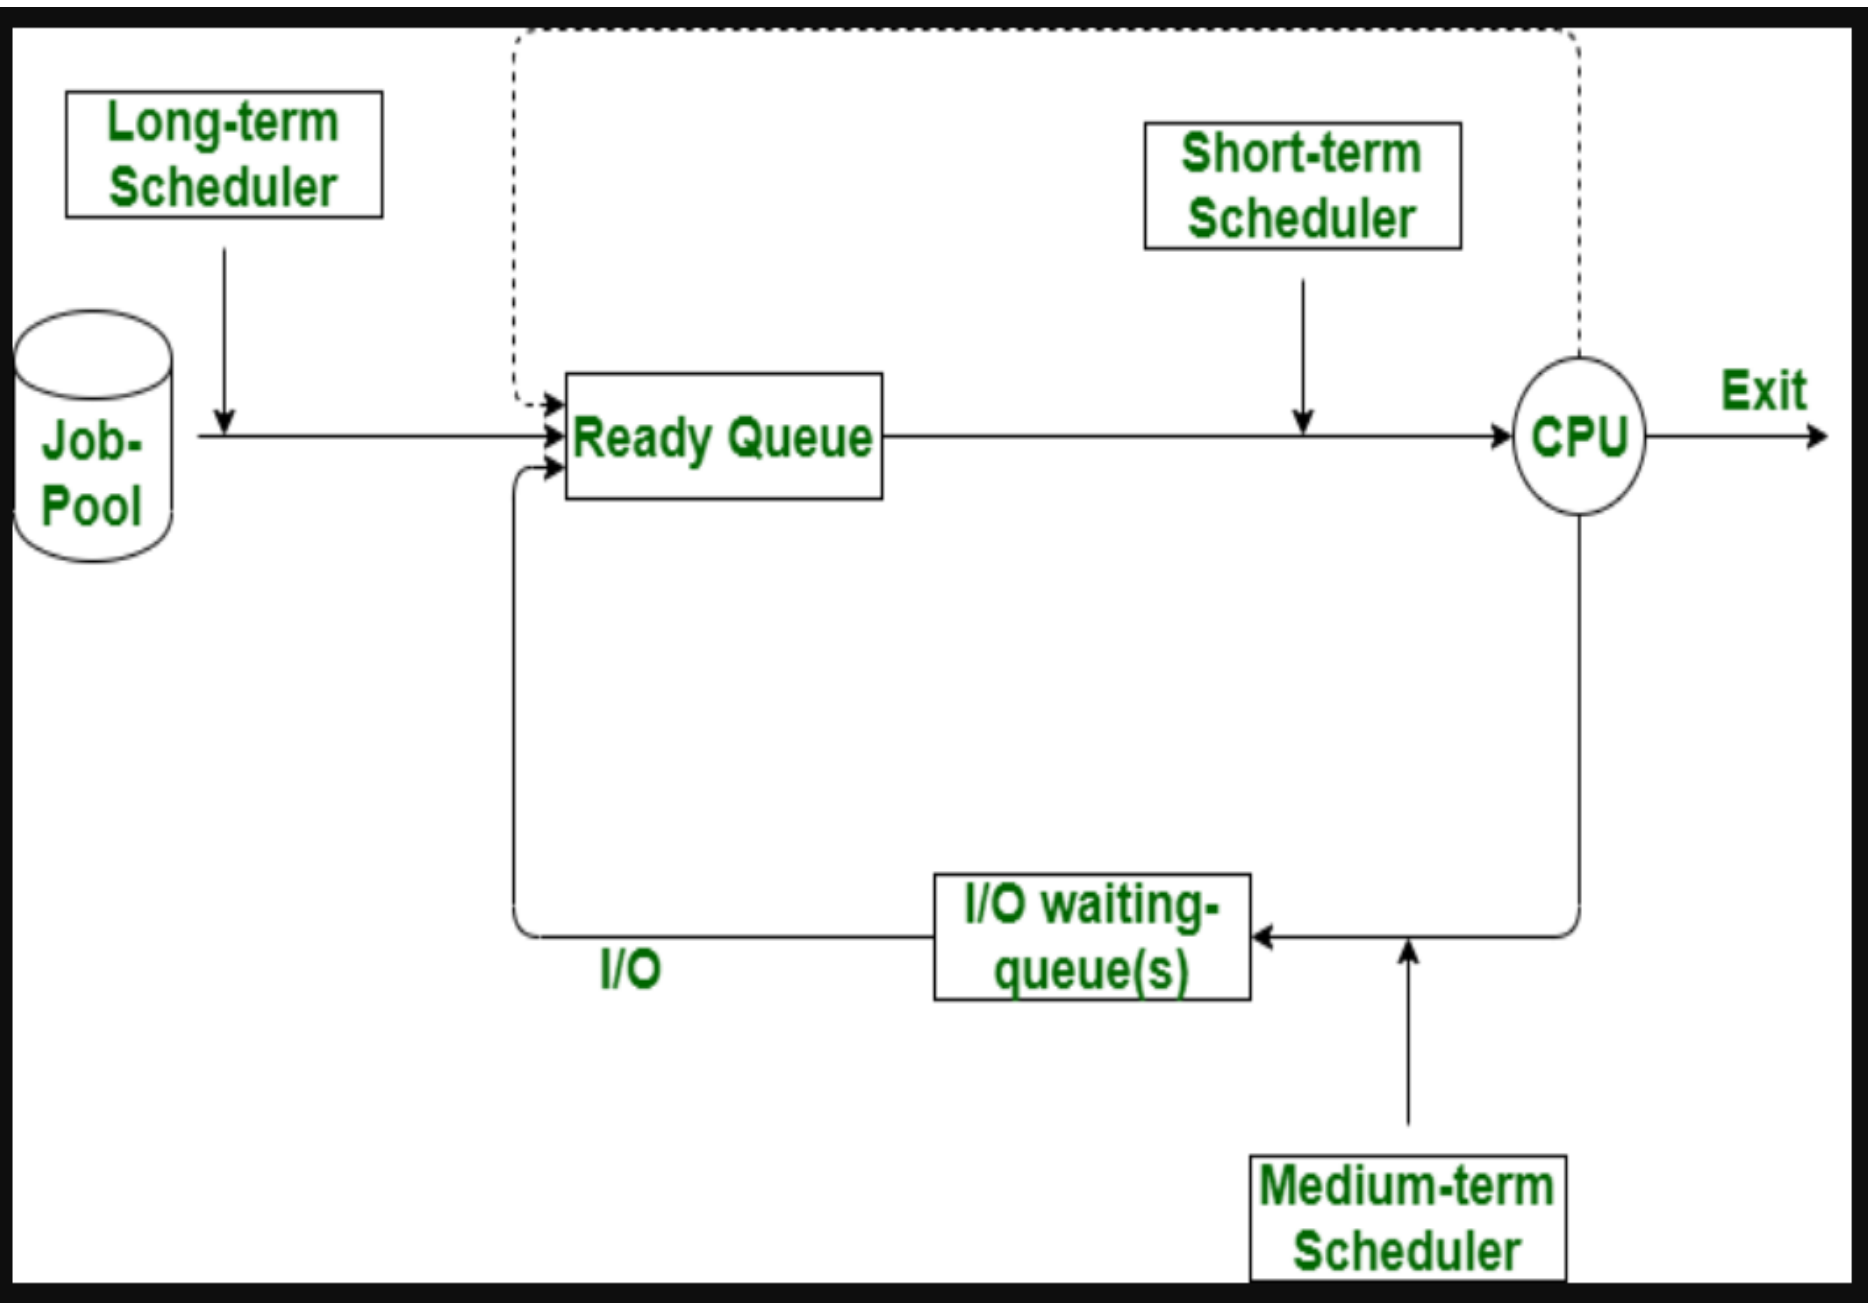 Long-term
Scheduler
Short-term
Scheduler
Job-
Pool
Ready Queue
CPU
Exit
I/O waiting-
queue(s)
I/O
Medium-term
Scheduler